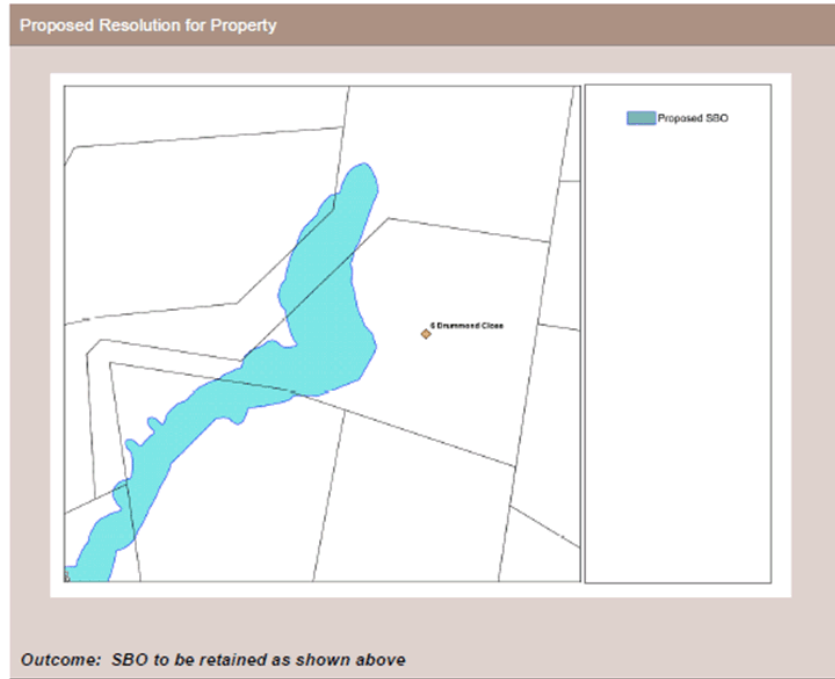 Proposed Resolution for Property
Proposed SBO
6 Drummond Close
Outcome: SBO to be retained as shown above